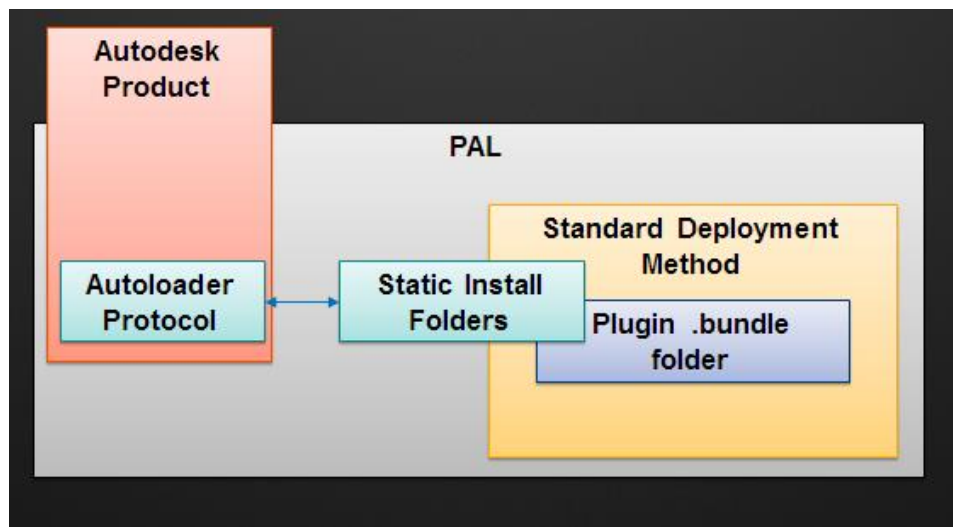 Autodesk
Product
PAL
Standard Deployment
Method
Autoloader
Protocol
Static Install
Folders
Plugin .bundle
folder